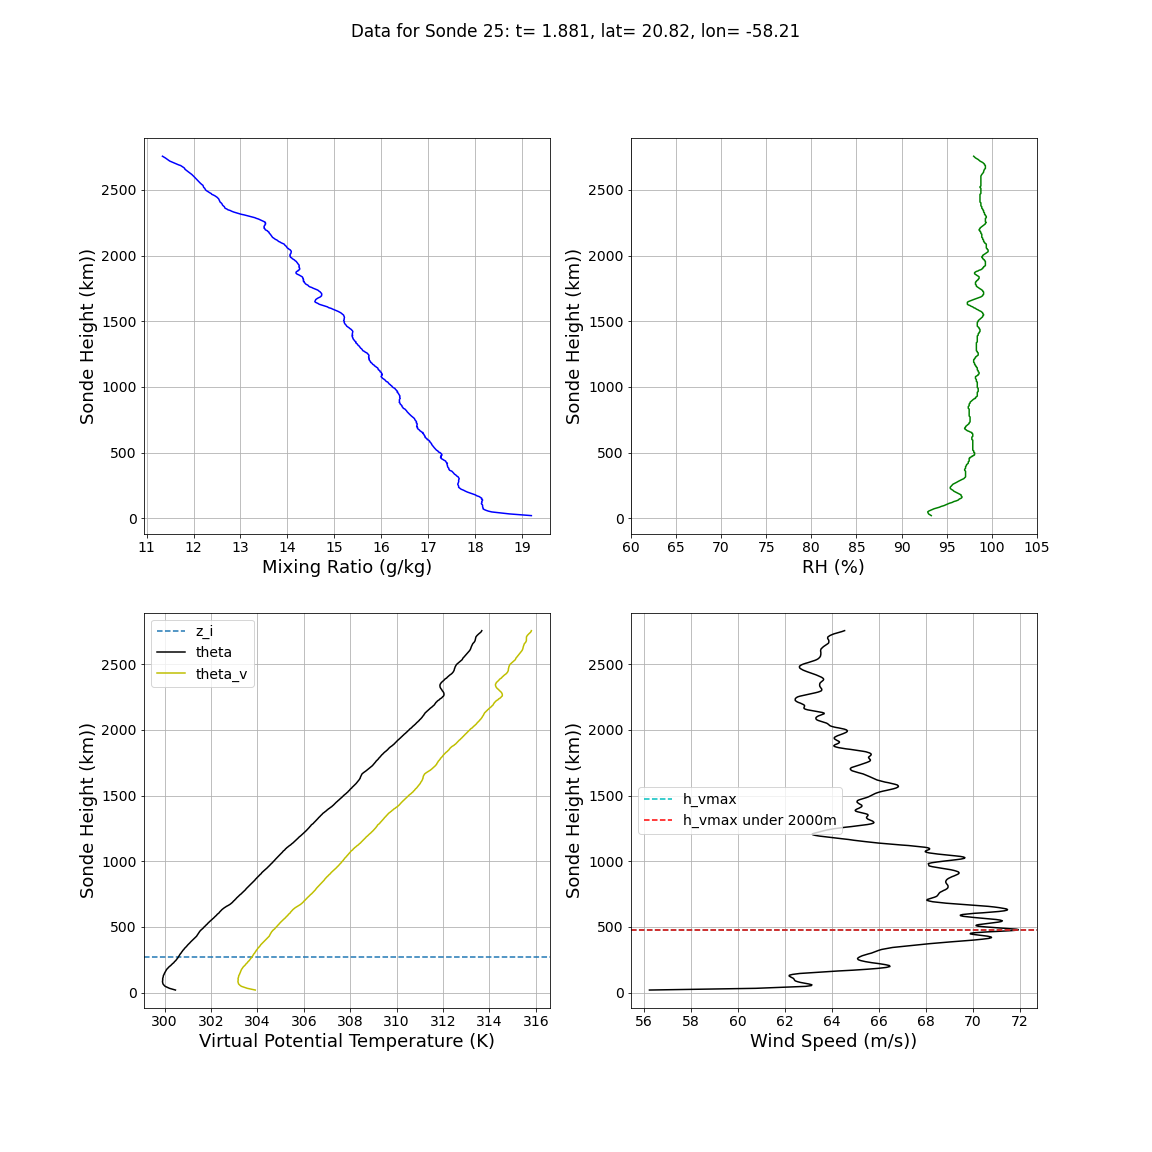 Data for Sonde 25: t= 1.881, lat= 20.82, lon= -58.21
Sonde Height (km))
2500
2000
1500
1000
500
0
11 12 13 14 15 16 17 18 19
Mixing Ratio (g/kg)
Sonde Height (km))
2500
2000
1500
1000
500
0
60 65 70 75 80 85 90 95 100 105
RH (%)
Sonde Height (km))
2500
2000
1500
1000
500
0
z_i
theta
theta_v
300 302 304 306 308 310 312 314 316
Virtual Potential Temperature (K)
Sonde Height (km))
2500
2000
1500
1000
500
0
h_vmax
h_vmax under 2000m
56 58 60 62 64 66 68 70 72
Wind Speed (m/s))